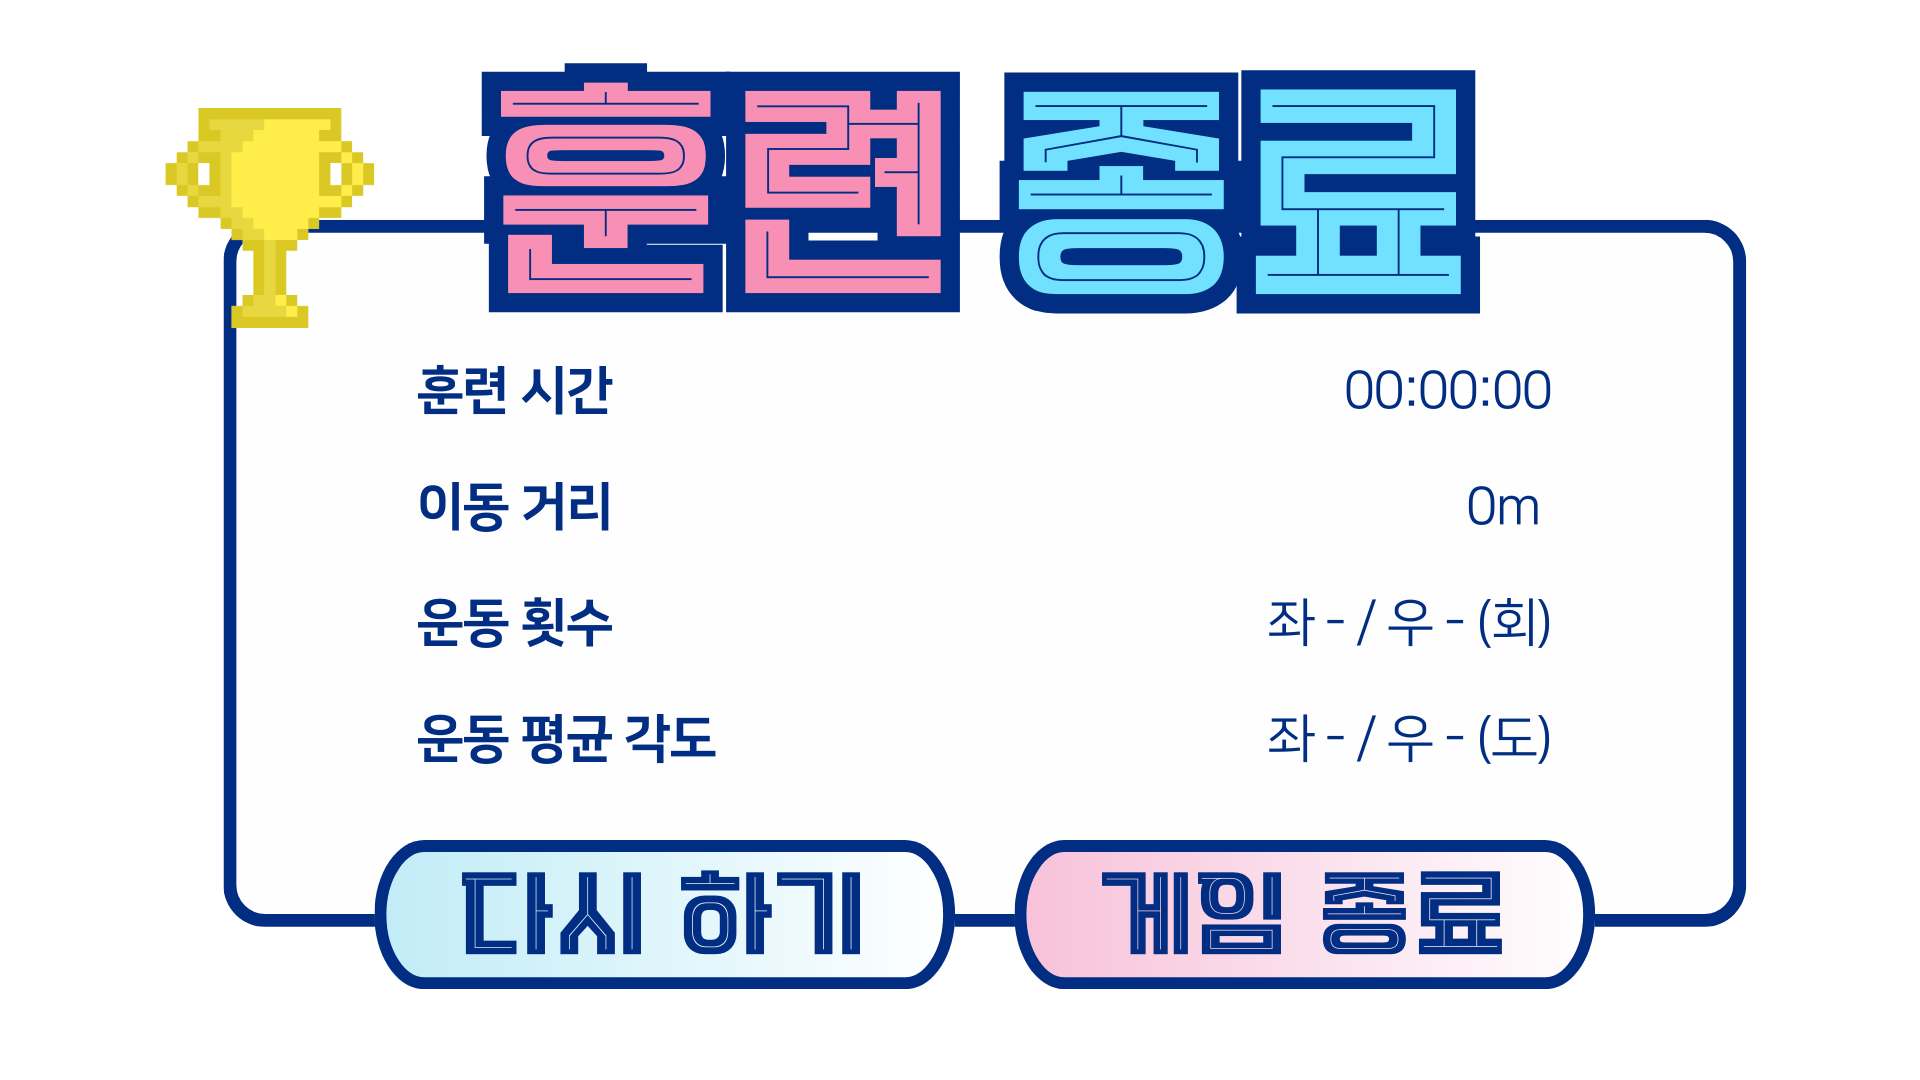 훈련 종료
훈련 시간 00:00:00
이동 거리 0m
운동 횟수 좌 - / 우 - (회)
운동 평균 각도 좌 - / 우 - (도)
다시 하기 게임 종료